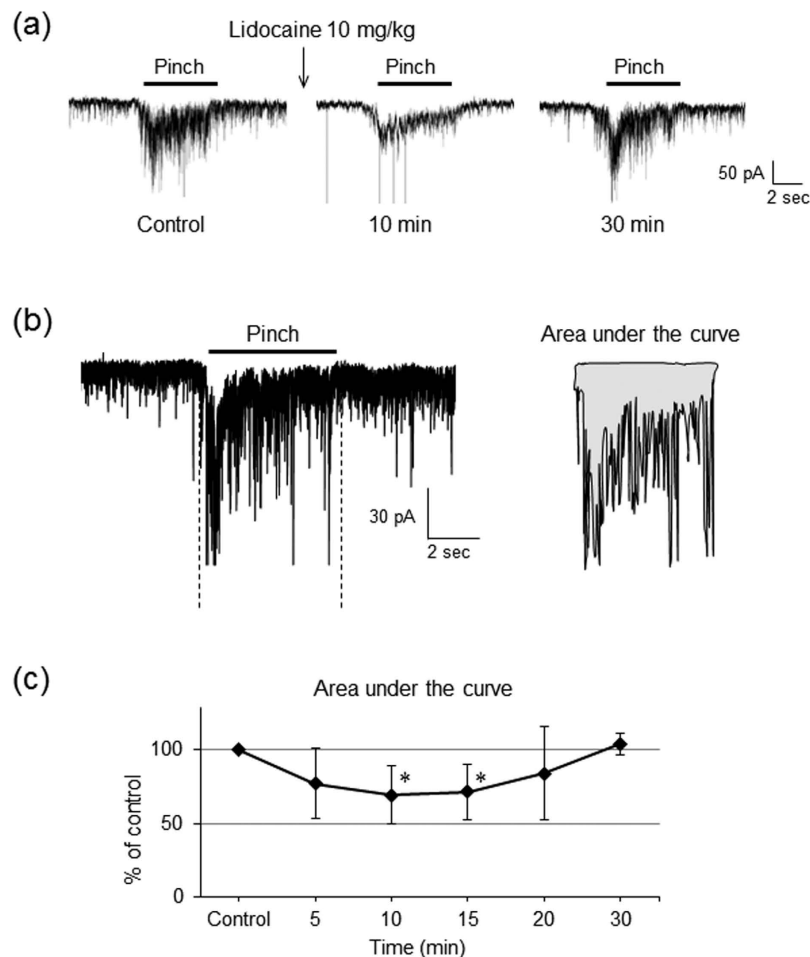 (a)
Lidocaine 10 mg/kg
Pinch Pinch Pinch
50 pA
2 sec
Control 10 min 30 min
(b)
Pinch Area under the curve
30 pA
2 sec
(c)
Area under the curve
% of control
100
50
0
* *
Control 5 10 15 20 30
Time (min)